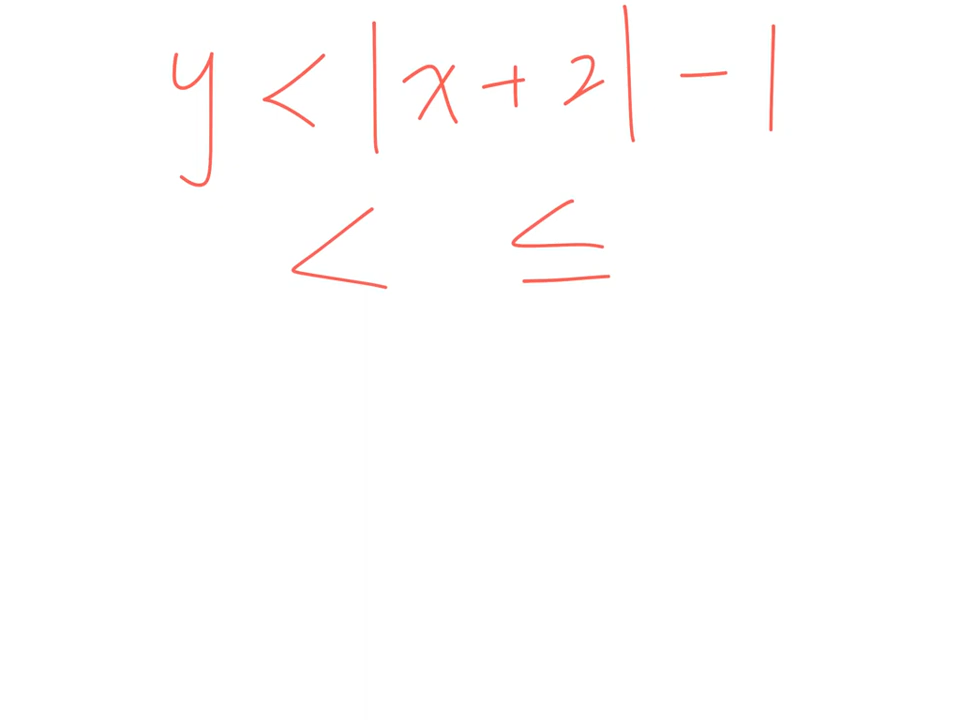 y < |x + 2| - 1
< ≤